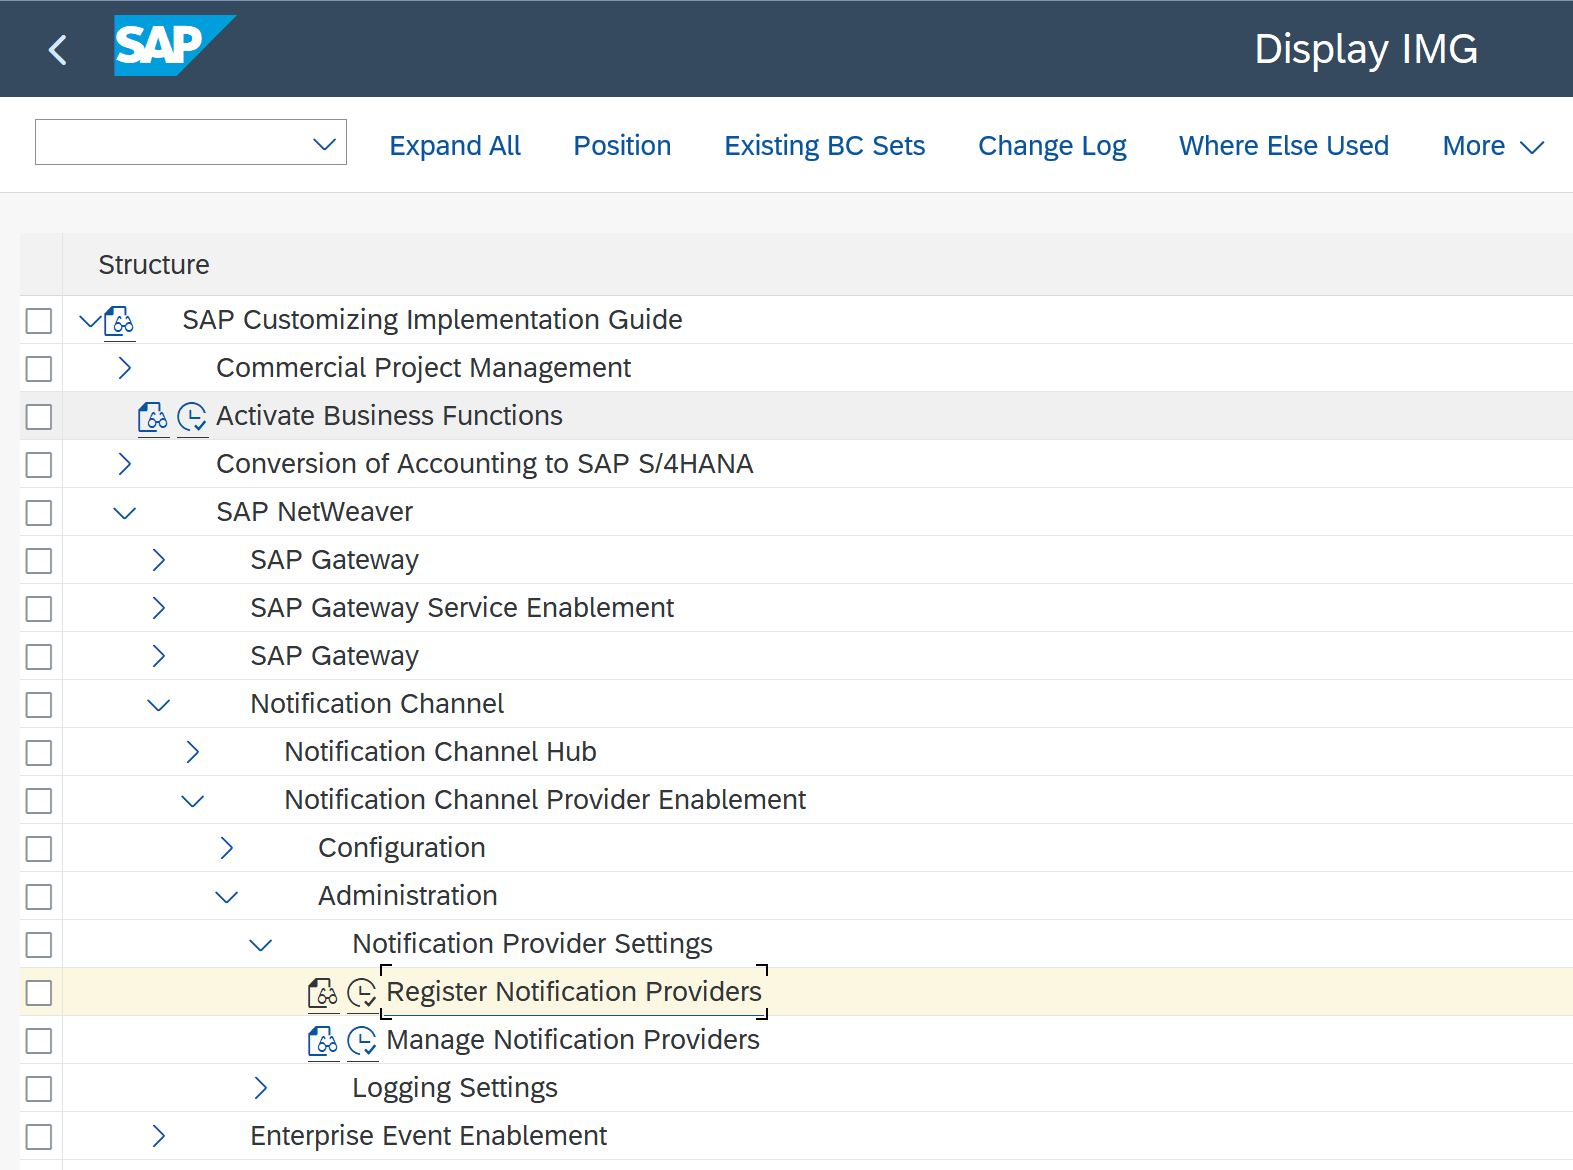 SAP
Display IMG
Expand All Position Existing BC Sets Change Log Where Else Used More
Structure
SAP Customizing Implementation Guide
Commercial Project Management
Activate Business Functions
Conversion of Accounting to SAP S/4HANA
SAP NetWeaver
SAP Gateway
SAP Gateway Service Enablement
SAP Gateway
Notification Channel
Notification Channel Hub
Notification Channel Provider Enablement
Configuration
Administration
Notification Provider Settings
Register Notification Providers
Manage Notification Providers
Logging Settings
Enterprise Event Enablement